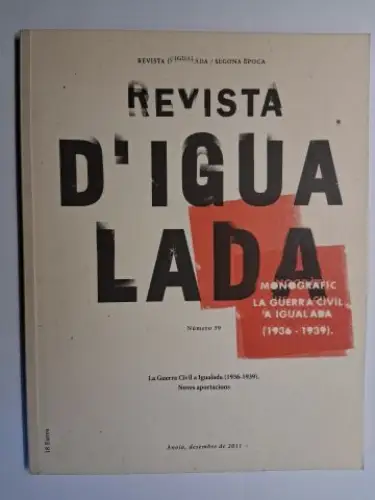 REVISTA D'IGUALADA / SEGONA ÈPOCA
REVISTA
D'IGUA
LADA
MONOGRÀFIC
LA GUERRA CIVIL
A IGUALADA
(1936 - 1939).
Número 39
La Guerra Civil a Igualada (1936-1939).
Noves aportacions
Anoia, desembre de 2011
18 Euros